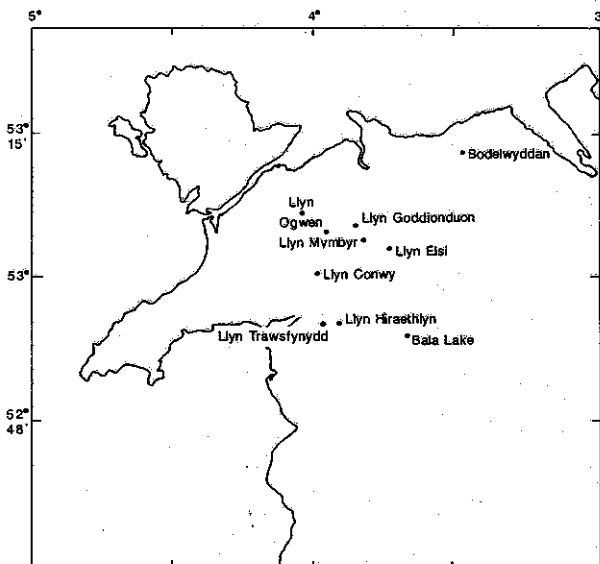 5°
4°
3
53°
15'
Bodelwyddan
Llyn
Ogwen
Llyn Goddionduon
Llyn Mymbyr
Llyn Elsi
53°
Llyn Conwy
Llyn Hiraethlyn
Llyn Trawsfynydd
Bala Lake
52°
48'